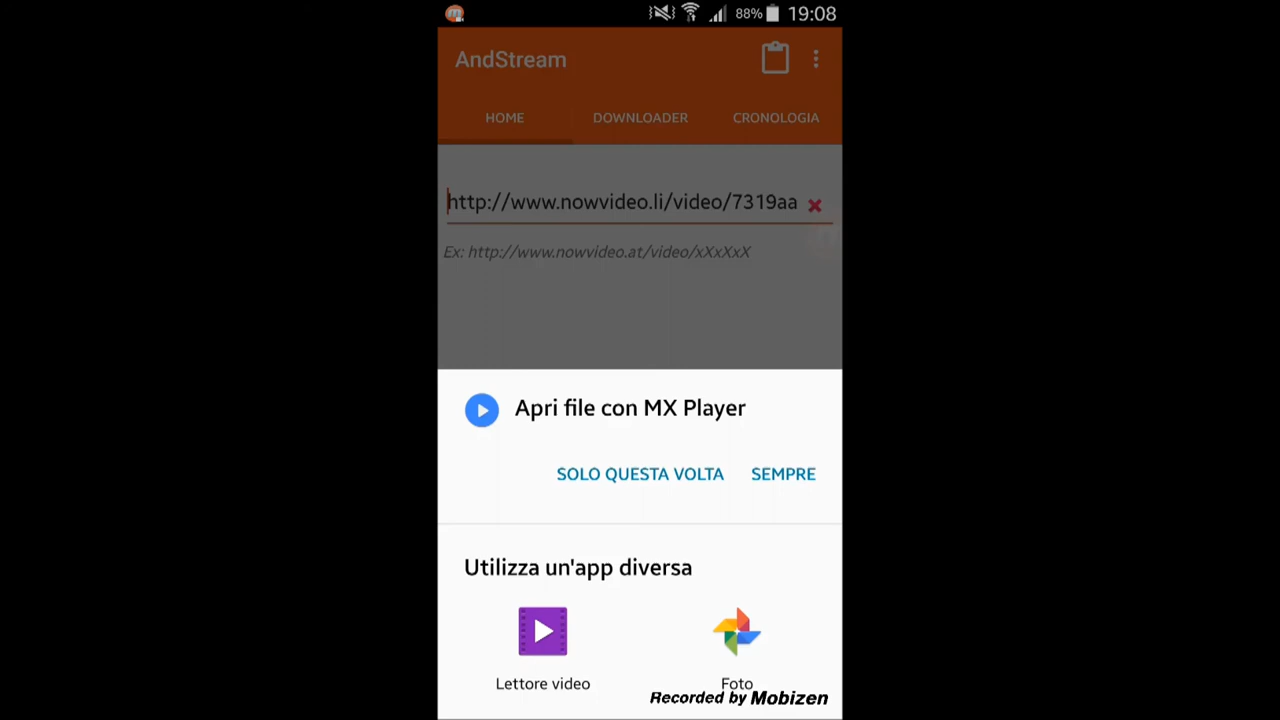 88% 19:08
AndStream
HOME DOWNLOADER CRONOLOGIA
http://www.nowvideo.li/video/7319aa
Ex: http://www.nowvideo.at/video/xXxXxX
Apri file con MX Player
SOLO QUESTA VOLTA SEMPRE
Utilizza un'app diversa
Lettore video Foto
Recorded by Mobizen